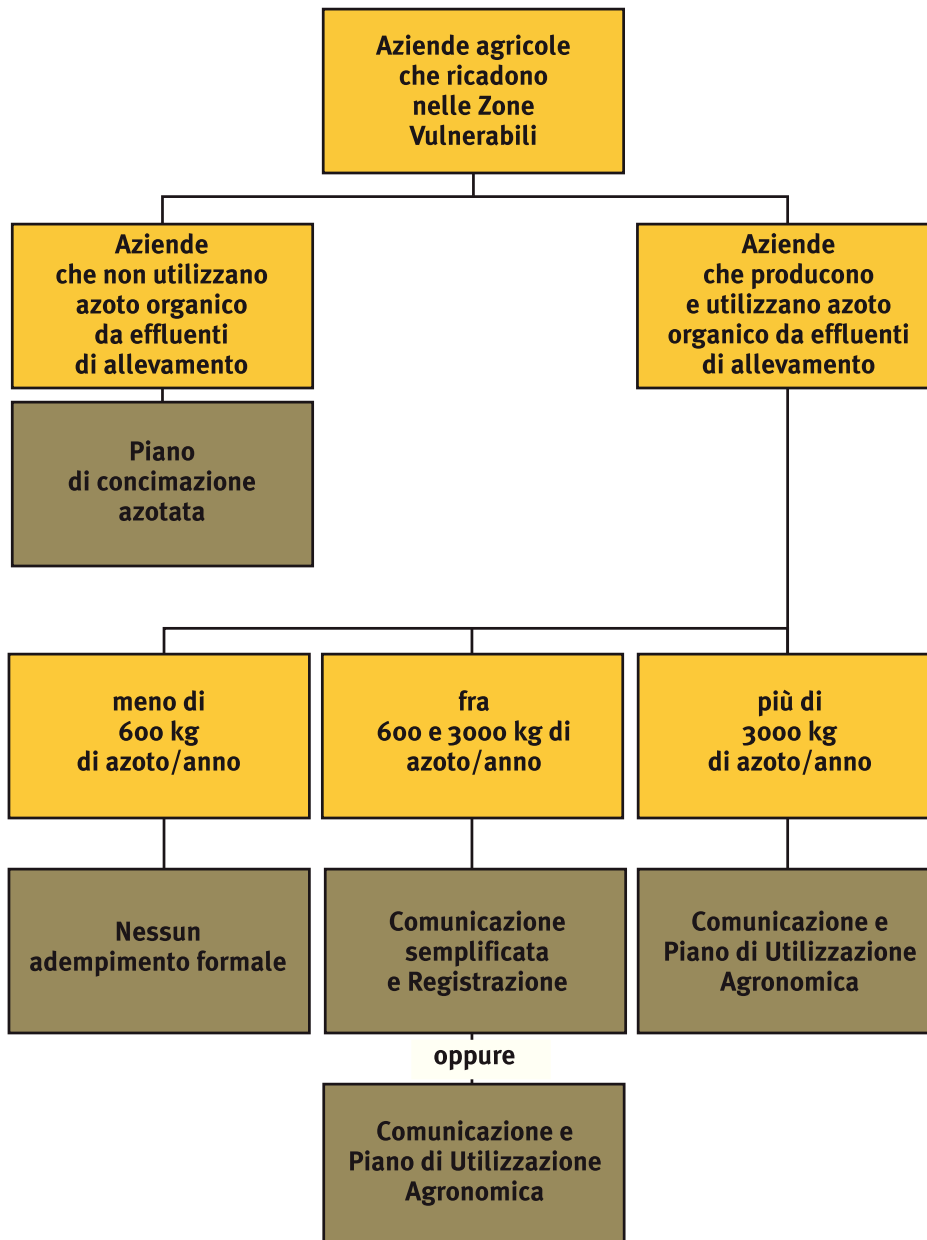 Aziende agricole
che ricadono
nelle Zone
Vulnerabili
Aziende
che non utilizzano
azoto organico
da effluenti
di allevamento
Aziende
che producono
e utilizzano azoto
organico da effluenti
di allevamento
Piano
di concimazione
azotata
meno di
600 kg
di azoto/anno
fra
600 e 3000 kg di
azoto/anno
più di
3000 kg
di azoto/anno
Nessun
adempimento formale
Comunicazione
semplificata
e Registrazione
Comunicazione e
Piano di Utilizzazione
Agronomica
oppure
Comunicazione e
Piano di Utilizzazione
Agronomica